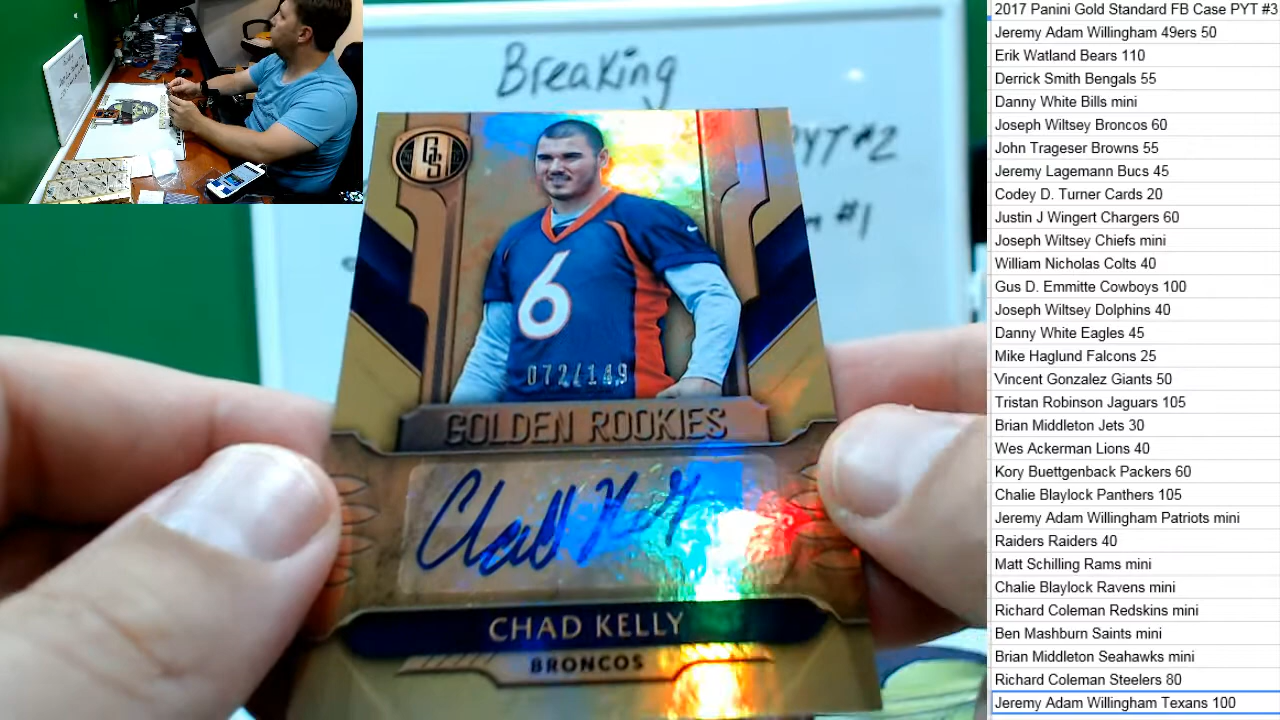 Breaking
PYT #2
#1
GS
6
072/149
GOLDEN ROOKIES
Chad Kelly
CHAD KELLY
BRONCOS
2017 Panini Gold Standard FB Case PYT #3
Jeremy Adam Willingham 49ers 50
Erik Watland Bears 110
Derrick Smith Bengals 55
Danny White Bills mini
Joseph Wiltsey Broncos 60
John Trageser Browns 55
Jeremy Lagemann Bucs 45
Codey D. Turner Cards 20
Justin J Wingert Chargers 60
Joseph Wiltsey Chiefs mini
William Nicholas Colts 40
Gus D. Emmitte Cowboys 100
Joseph Wiltsey Dolphins 40
Danny White Eagles 45
Mike Haglund Falcons 25
Vincent Gonzalez Giants 50
Tristan Robinson Jaguars 105
Brian Middleton Jets 30
Wes Ackerman Lions 40
Kory Buettgenback Packers 60
Chalie Blaylock Panthers 105
Jeremy Adam Willingham Patriots mini
Raiders Raiders 40
Matt Schilling Rams mini
Chalie Blaylock Ravens mini
Richard Coleman Redskins mini
Ben Mashburn Saints mini
Brian Middleton Seahawks mini
Richard Coleman Steelers 80
Jeremy Adam Willingham Texans 100